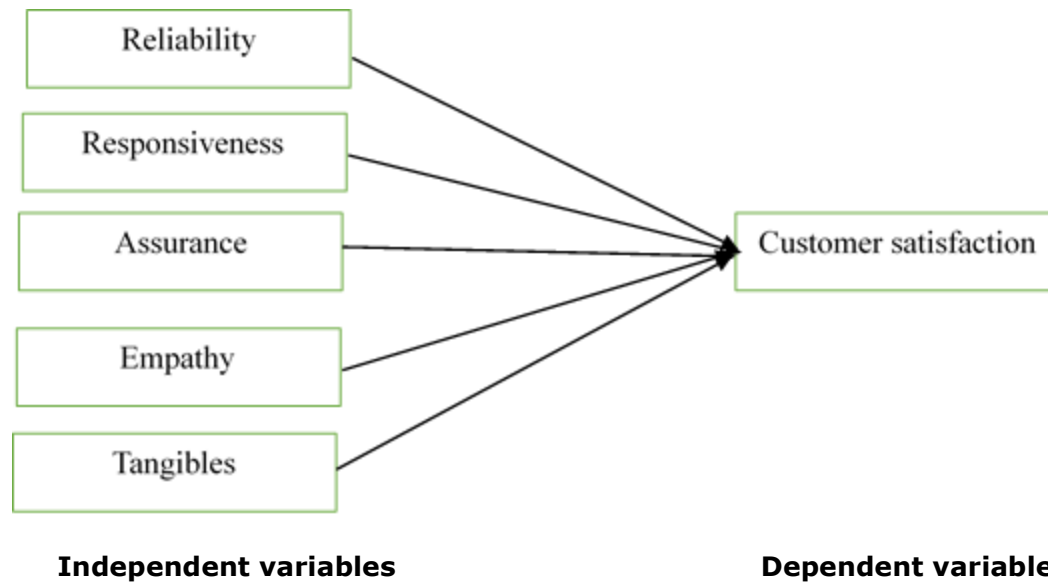 Reliability
Responsiveness
Assurance
Customer satisfaction
Empathy
Tangibles
Independent variables
Dependent variable